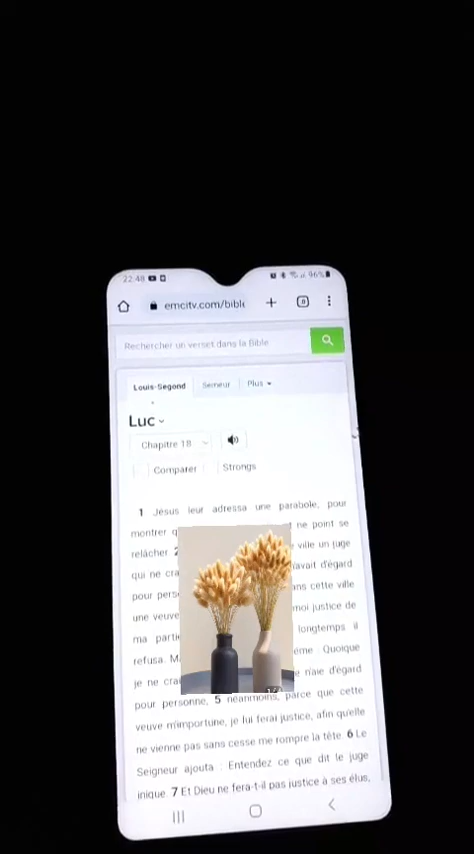 22:48 96%
emcitv.com/bible
Rechercher un verset dans la Bible
Louis-Segond Semeur Plus
Luc
Chapitre 18
Comparer Strongs
1 Jésus leur adressa une parabole, pour
montrer q ne point se
relâcher 2 ville un juge
qui ne cra avait d'égard
pour pers ans cette ville
une veuve moi justice de
ma partie longtemps il
refusa. M ême Quoique
je ne cra e n'aie d'égard
pour personne, 5 néanmoins, parce que cette
veuve m'importune, je lui ferai justice, afin qu'elle
ne vienne pas sans cesse me rompre la tête. 6 Le
Seigneur ajouta : Entendez ce que dit le juge
inique. 7 Et Dieu ne fera-t-il pas justice à ses élus,